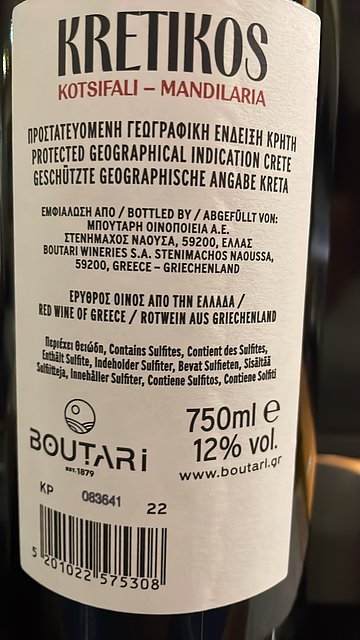 KRETIKOS
KOTSIFALI – MANDILARIA
ΠΡΟΣΤΑΤΕΥΟΜΕΝΗ ΓΕΩΓΡΑΦΙΚΗ ΕΝΔΕΙΞΗ ΚΡΗΤΗ
PROTECTED GEOGRAPHICAL INDICATION CRETE
GESCHÜTZTE GEOGRAPHISCHE ANGABE KRETA
ΕΜΦΙΑΛΩΣΗ ΑΠΟ / BOTTLED BY / ABGEFÜLLT VON:
ΜΠΟΥΤΑΡΗ ΟΙΝΟΠΟΙΕΙΑ Α.Ε.
ΣΤΕΝΗΜΑΧΟΣ ΝΑΟΥΣΑ, 59200, ΕΛΛΑΣ
BOUTARI WINERIES S.A. STENIMACHOS NAOUSSA,
59200, GREECE – GRIECHENLAND
ΕΡΥΘΡΟΣ ΟΙΝΟΣ ΑΠΟ ΤΗΝ ΕΛΛΑΔΑ /
RED WINE OF GREECE / ROTWEIN AUS GRIECHENLAND
Περιέχει Θειώδη, Contains Sulfites, Contient des Sulfites,
Enthält Sulfite, Indeholder Sulfiter, Bevat Sulfieten, Sisältää
Sulfiitteja, Innehåller Sulfiter, Contiene Sulfitos, Contiene Solfiti
750ml e
12% vol.
www.boutari.gr
BOUTARI
EST. 1879
KP 083641 22
5 201022 575308